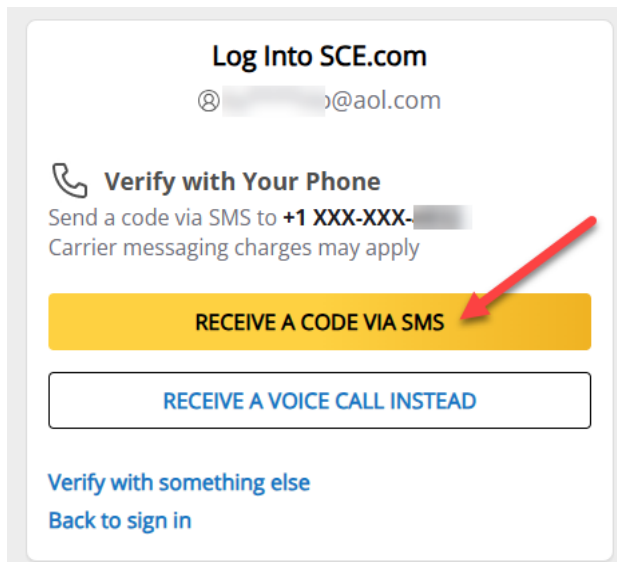 Log Into SCE.com
@aol.com
Verify with Your Phone
Send a code via SMS to +1 XXX-XXX-
Carrier messaging charges may apply
RECEIVE A CODE VIA SMS
RECEIVE A VOICE CALL INSTEAD
Verify with something else
Back to sign in